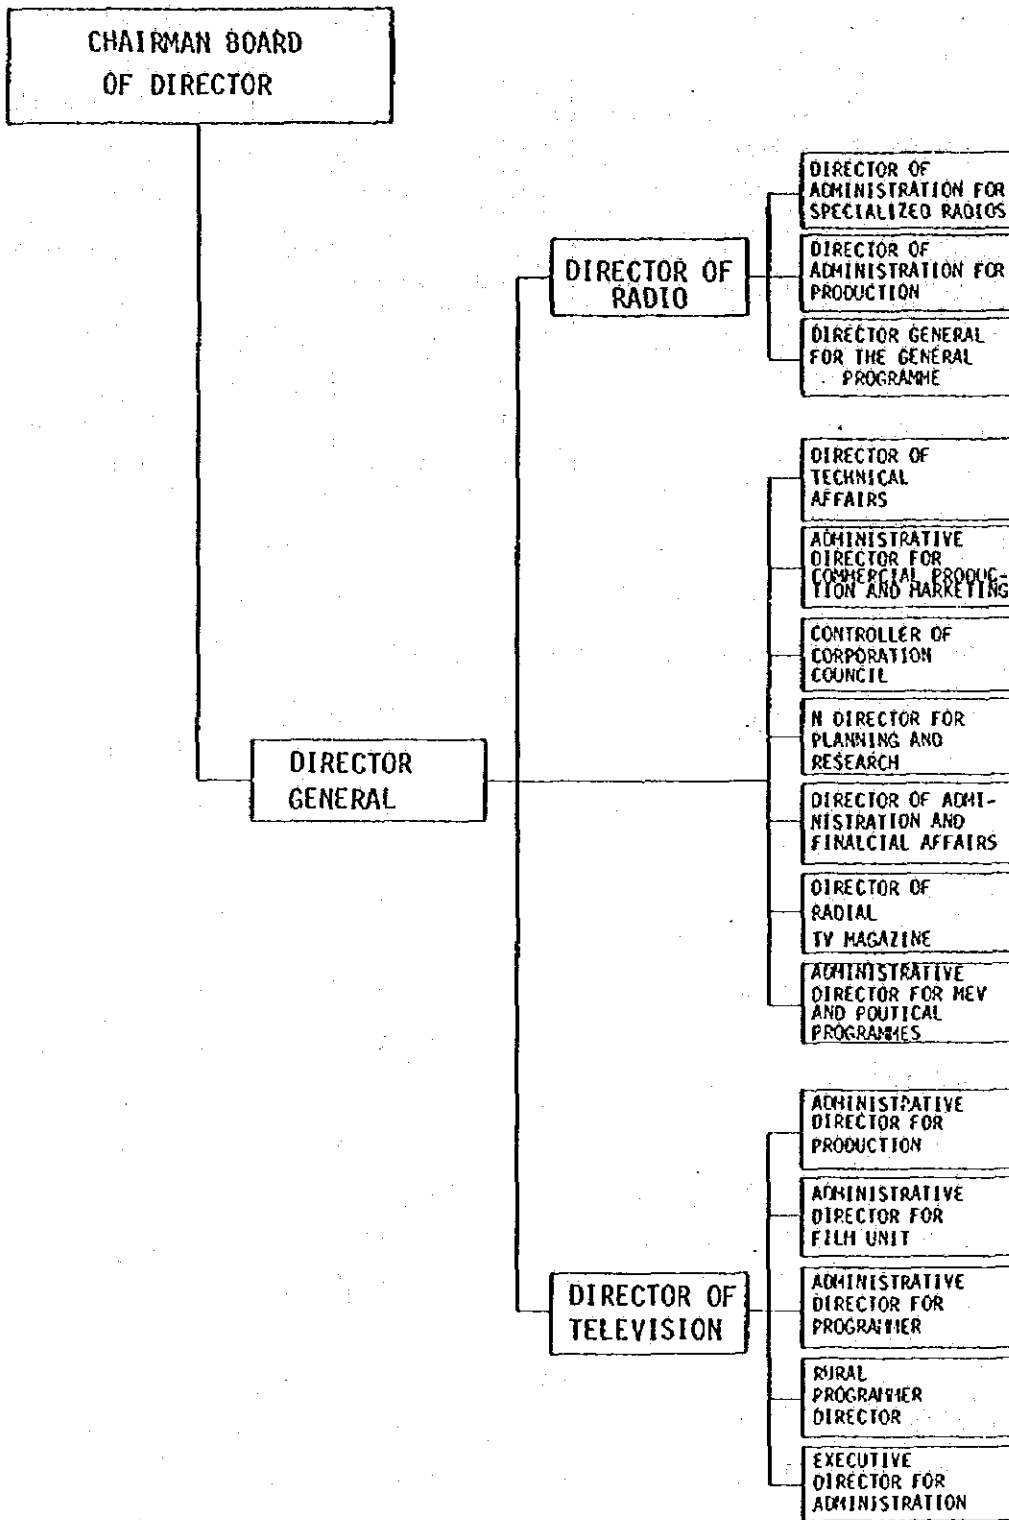 CHAIRMAN BOARD
OF DIRECTOR
DIRECTOR OF
ADMINISTRATION FOR
SPECIALIZED RADIOS
DIRECTOR OF
RADIO
DIRECTOR OF
ADMINISTRATION FOR
PRODUCTION
DIRECTOR GENERAL
FOR THE GENERAL
PROGRAMME
DIRECTOR OF
TECHNICAL
AFFAIRS
ADMINISTRATIVE
DIRECTOR FOR
COMMERCIAL PRODUC-
TION AND MARKETING
CONTROLLER OF
CORPORATION
COUNCIL
N DIRECTOR FOR
PLANNING AND
RESEARCH
DIRECTOR
GENERAL
DIRECTOR OF ADMI-
NISTRATION AND
FINALCIAL AFFAIRS
DIRECTOR OF
RADIAL
TV MAGAZINE
ADMINISTRATIVE
DIRECTOR FOR MEV
AND POUTICAL
PROGRAMMES
ADMINISTRATIVE
DIRECTOR FOR
PRODUCTION
ADMINISTRATIVE
DIRECTOR FOR
FILM UNIT
DIRECTOR OF
TELEVISION
ADMINISTRATIVE
DIRECTOR FOR
PROGRAMMER
RURAL
PROGRAMMER
DIRECTOR
EXECUTIVE
DIRECTOR FOR
ADMINISTRATION